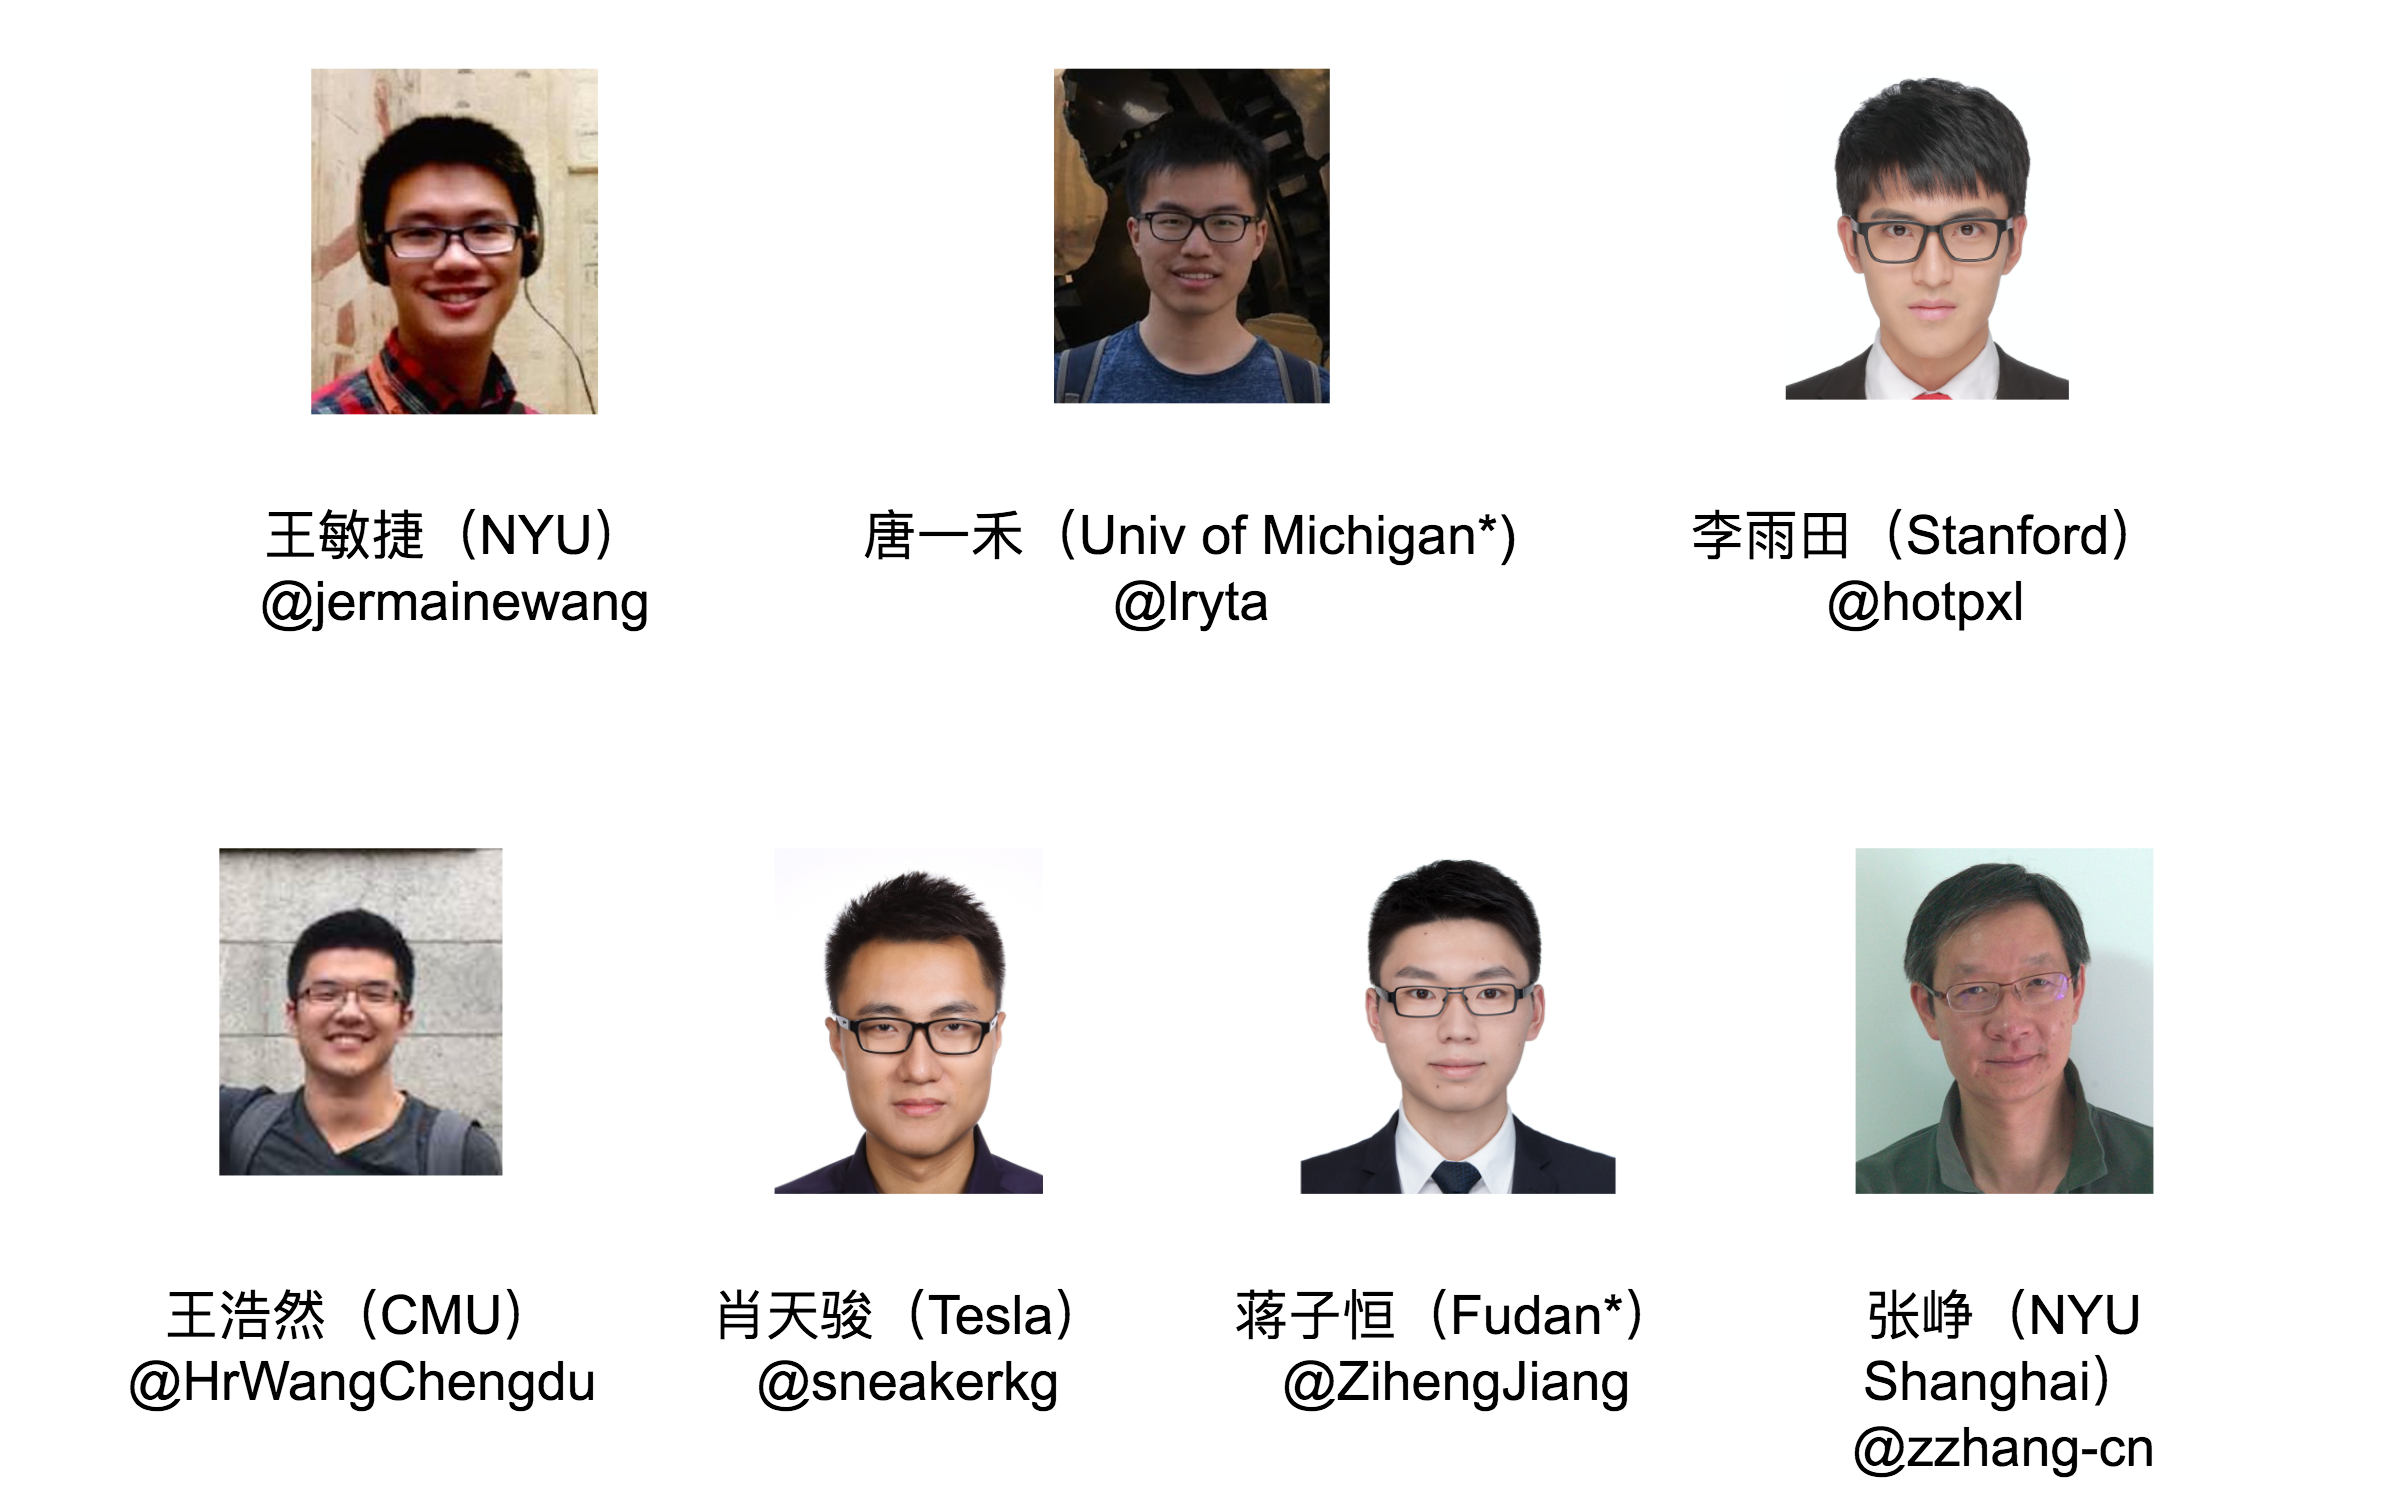 王敏捷（NYU）
@jermainewang
唐一禾（Univ of Michigan*)
@lryta
李雨田（Stanford）
@hotpxl
王浩然（CMU）
@HrWangChengdu
肖天骏（Tesla）
@sneakerkg
蒋子恒（Fudan*）
@ZihengJiang
张峥（NYU
Shanghai）
@zzhang-cn